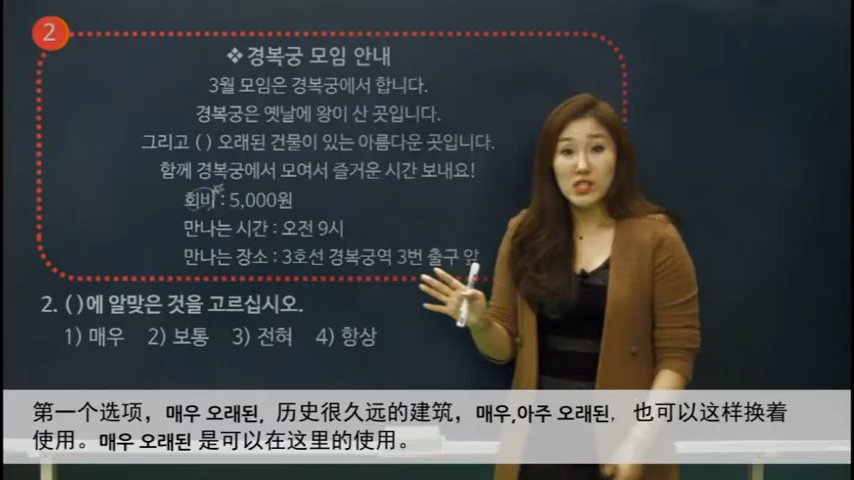 2
❖경복궁 모임 안내
3월 모임은 경복궁에서 합니다.
경복궁은 옛날에 왕이 산 곳입니다.
그리고 ( ) 오래된 건물이 있는 아름다운 곳입니다.
함께 경복궁에서 모여서 즐거운 시간 보내요!
회비 : 5,000원
만나는 시간 : 오전 9시
만나는 장소 : 3호선 경복궁역 3번 출구 앞
2. ( )에 알맞은 것을 고르십시오.
1) 매우 2) 보통 3) 전혀 4) 항상
第一个选项，매우 오래된, 历史很久远的建筑，매우,아주 오래된, 也可以这样换着
使用。매우 오래된 是可以在这里的使用。